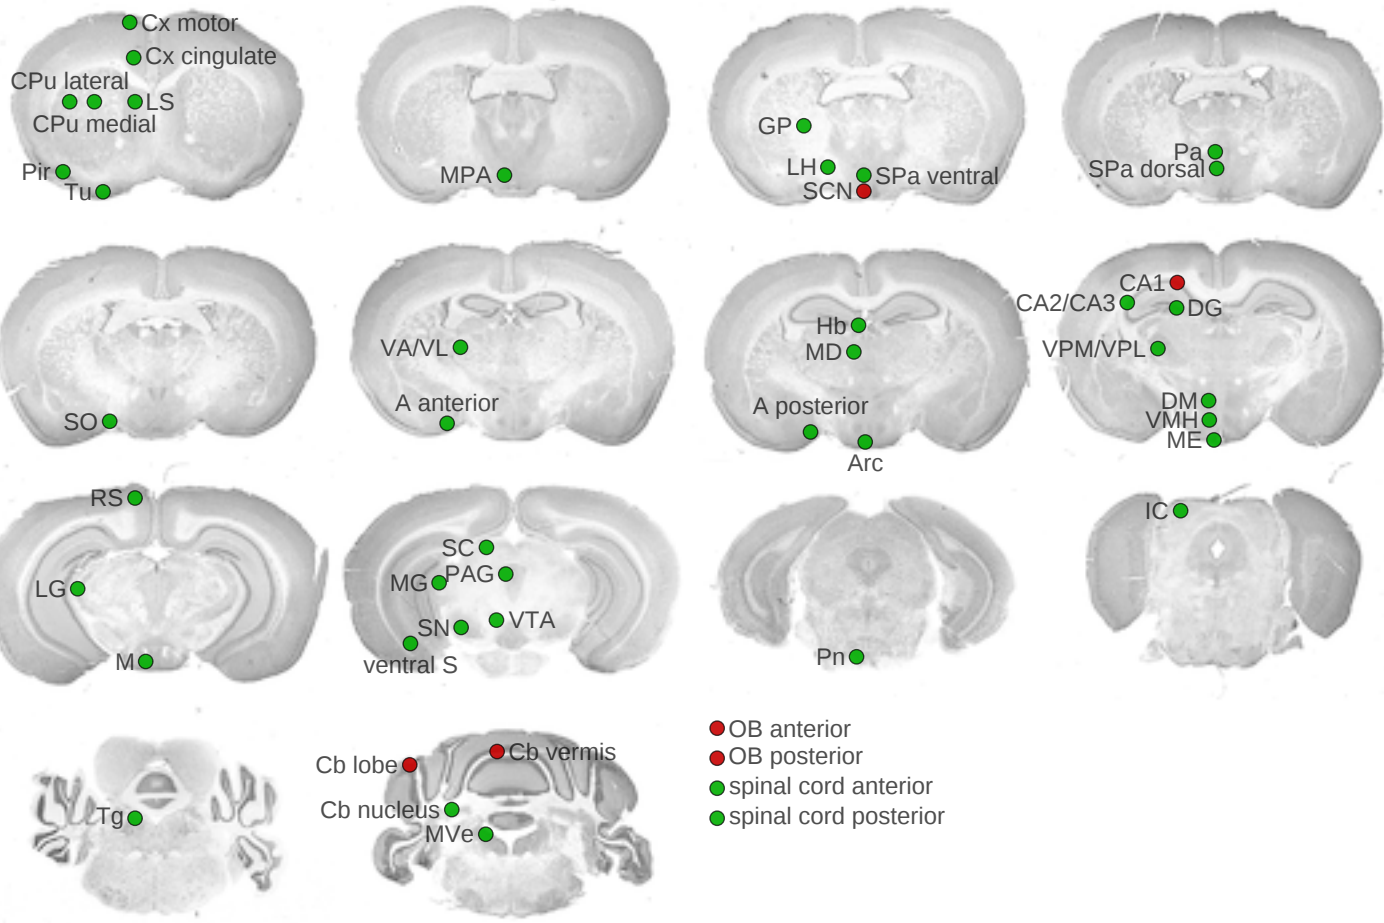 Cx motor
Cx cingulate
CPu lateral
LS
CPu medial
Pir
Tu
MPA
GP
LH
SPa ventral
SCN
Pa
SPa dorsal
SO
VA/VL
A anterior
Hb
MD
A posterior
Arc
CA1
CA2/CA3
DG
VPM/VPL
DM
VMH
ME
RS
LG
M
SC
MG
PAG
SN
VTA
ventral S
Pn
IC
Tg
Cb lobe
Cb vermis
Cb nucleus
MVe
OB anterior
OB posterior
spinal cord anterior
spinal cord posterior